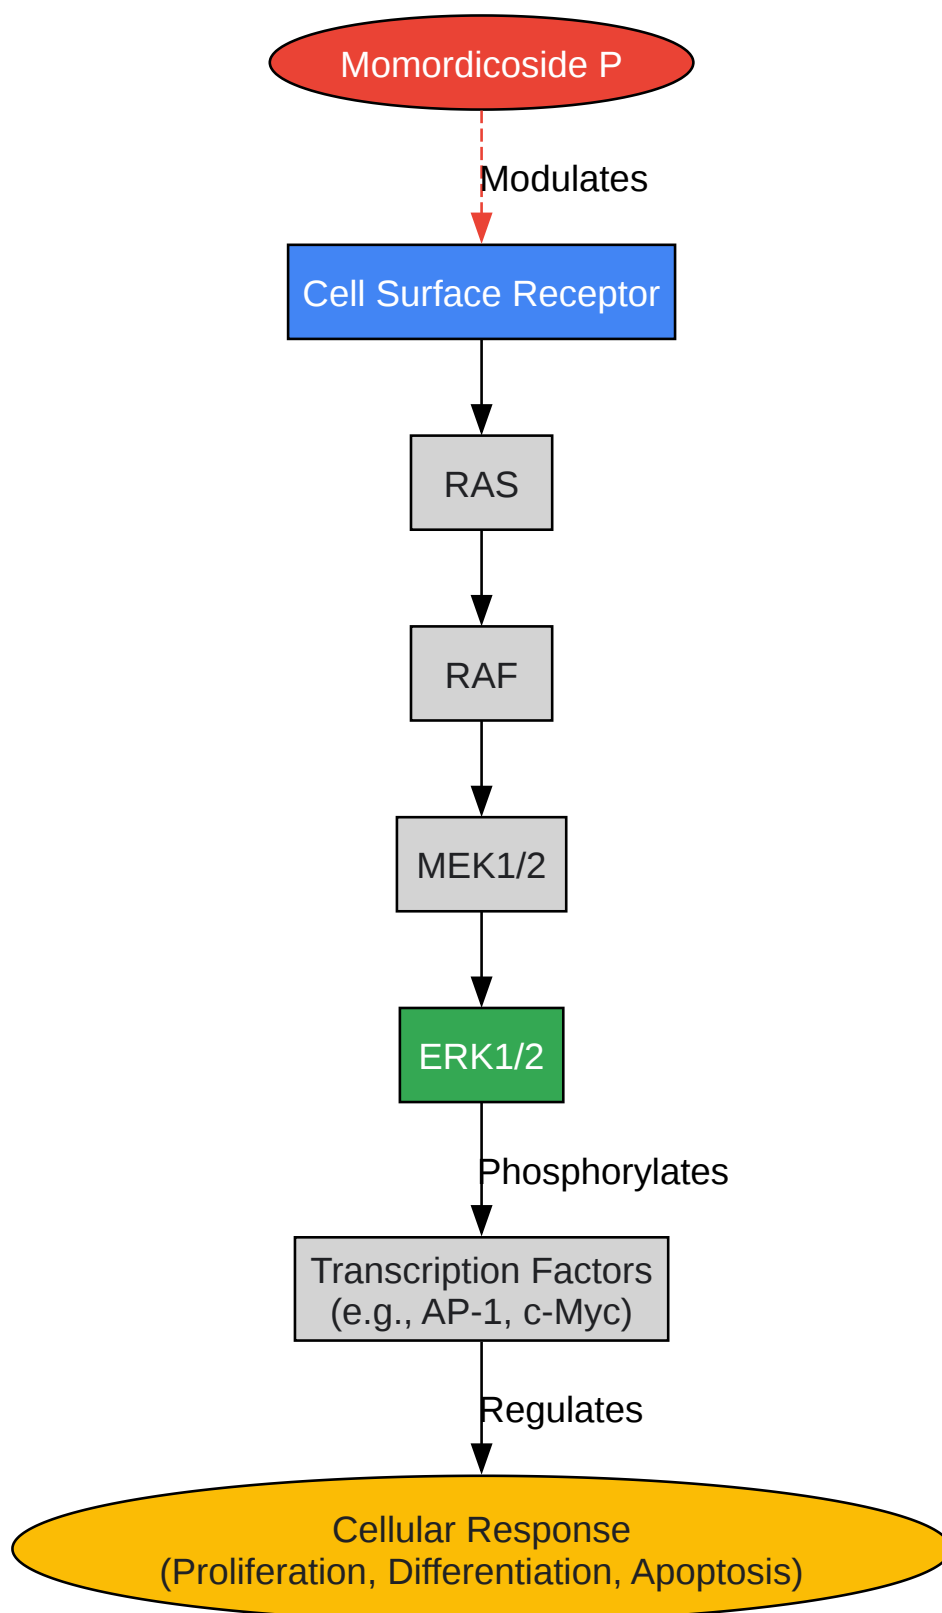 Momordicoside P
Modulates
Cell Surface Receptor
RAS
RAF
MEK1/2
ERK1/2
Phosphorylates
Transcription Factors
(e.g., AP-1, c-Myc)
Regulates
Cellular Response
(Proliferation, Differentiation, Apoptosis)